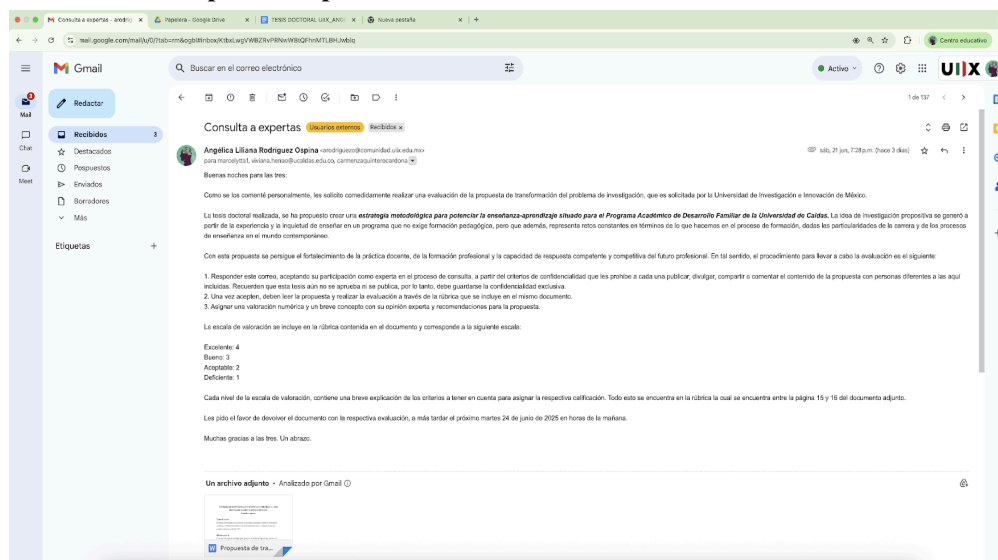 Consulta a expertas - arodrig
Papelera - Google Drive
TESIS DOCTORAL UIIX_ANGI
Nueva pestaña
Centro educativo
Gmail
Buscar en el correo electrónico
Activo
UIIX
Mail
Chat
Meet
Redactar
Recibidos 3
Destacados
Pospuestos
Enviados
Borradores
Más
Etiquetas
1 de 137
Consulta a expertas Usuarios externos Recibidos x
Angélica Liliana Rodríguez Ospina <arodriguezo@comunidad.uiix.edu.mx>
sáb, 21 jun, 7:28 p.m. (hace 3 días)
para marcelytta1, viviana.henao@ucaldas.edu.co, carmenzaquinterocardona
Buenas noches para las tres:
Como se los comenté personalmente, les solicito comedidamente realizar una evaluación de la propuesta de transformación del problema de investigación, que es solicitada por la Universidad de Investigación e Innovación de México.
La tesis doctoral realizada, se ha propuesto crear una estrategia metodológica para potenciar la enseñanza-aprendizaje situado para el Programa Académico de Desarrollo Familiar de la Universidad de Caldas. La idea de investigación propositiva se generó a
partir de la experiencia y la inquietud de enseñar en un programa que no exige formación pedagógica, pero que además, representa retos constantes en términos de lo que hacemos en el proceso de formación, dadas las particularidades de la carrera y de los procesos
de enseñanza en el mundo contemporáneo.
Con esta propuesta se persigue el fortalecimiento de la práctica docente, de la formación profesional y la capacidad de respuesta competente y competitiva del futuro profesional. En tal sentido, el procedimiento para llevar a cabo la evaluación es el siguiente:
1. Responder este correo, aceptando su participación como experta en el proceso de consulta, a partir del criterios de confidencialidad que les prohíbe a cada una publicar, divulgar, compartir o comentar el contenido de la propuesta con personas diferentes a las aquí
incluidas. Recuerden que esta tesis aún no se aprueba ni se publica, por lo tanto, debe guardarse la confidencialidad exclusiva.
2. Una vez acepten, deben leer la propuesta y realizar la evaluación a través de la rúbrica que se incluye en el mismo documento.
3. Asignar una valoración numérica y un breve concepto con su opinión experta y recomendaciones para la propuesta.
La escala de valoración se incluye en la rúbrica contenida en el documento y corresponde a la siguiente escala:
Excelente: 4
Bueno: 3
Aceptable: 2
Deficiente: 1
Cada nivel de la escala de valoración, contiene una breve explicación de los criterios a tener en cuenta para asignar la respectiva calificación. Todo esto se encuentra en la rúbrica la cual se encuentra entre la página 15 y 16 del documento adjunto.
Les pido el favor de devolver el documento con la respectiva evaluación, a más tardar el próximo martes 24 de junio de 2025 en horas de la mañana.
Muchas gracias a las tres. Un abrazo.
Un archivo adjunto • Analizado por Gmail
Propuesta de tra...